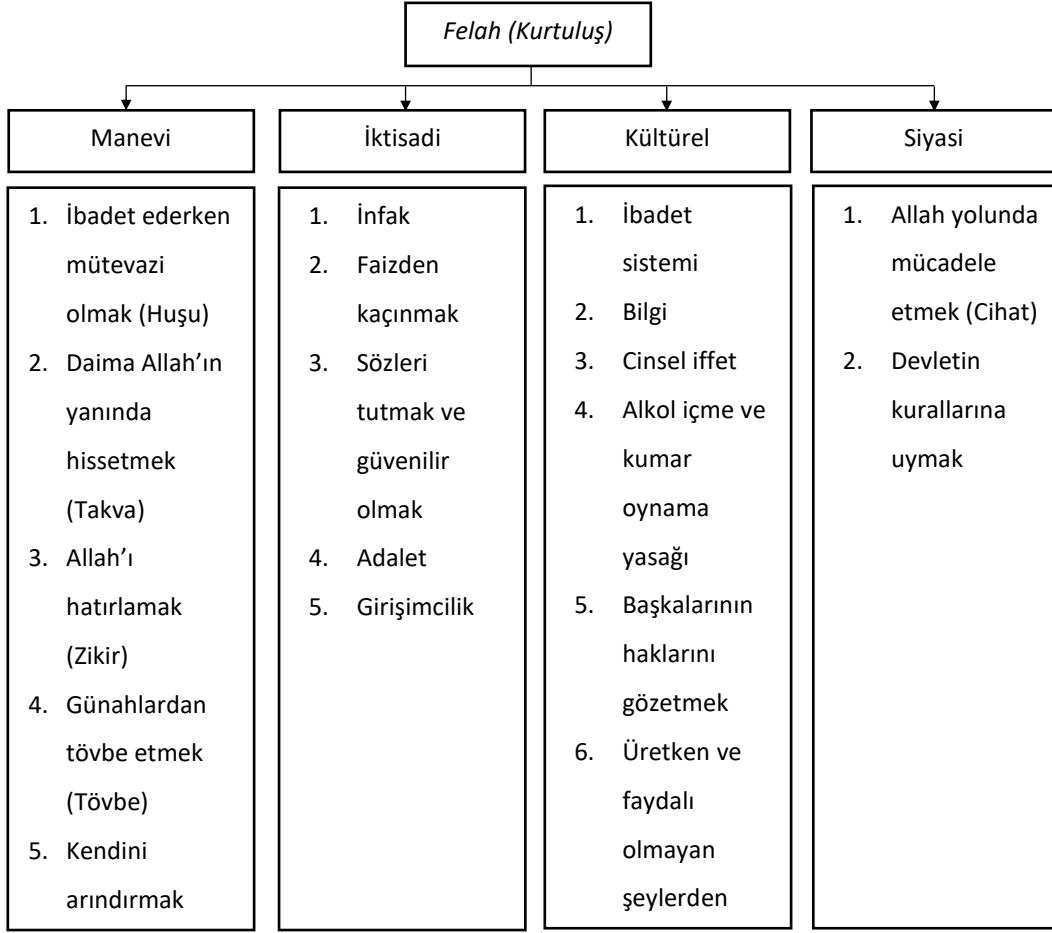 Felah (Kurtuluş)
Manevi
İktisadi
Kültürel
Siyasi
1. İbadet ederken
mütevazi
olmak (Huşu)
2. Daima Allah’ın
yanında
hissetmek
(Takva)
3. Allah’ı
hatırlamak
(Zikir)
4. Günahlardan
tövbe etmek
(Tövbe)
5. Kendini
arındırmak
1. İnfak
2. Faizden
kaçınmak
3. Sözleri
tutmak ve
güvenilir
olmak
4. Adalet
5. Girişimcilik
1. İbadet
sistemi
2. Bilgi
3. Cinsel iffet
4. Alkol içme ve
kumar
oynama
yasağı
5. Başkalarının
haklarını
gözetmek
6. Üretken ve
faydalı
olmayan
şeylerden
1. Allah yolunda
mücadele
etmek (Cihat)
2. Devletin
kurallarına
uymak